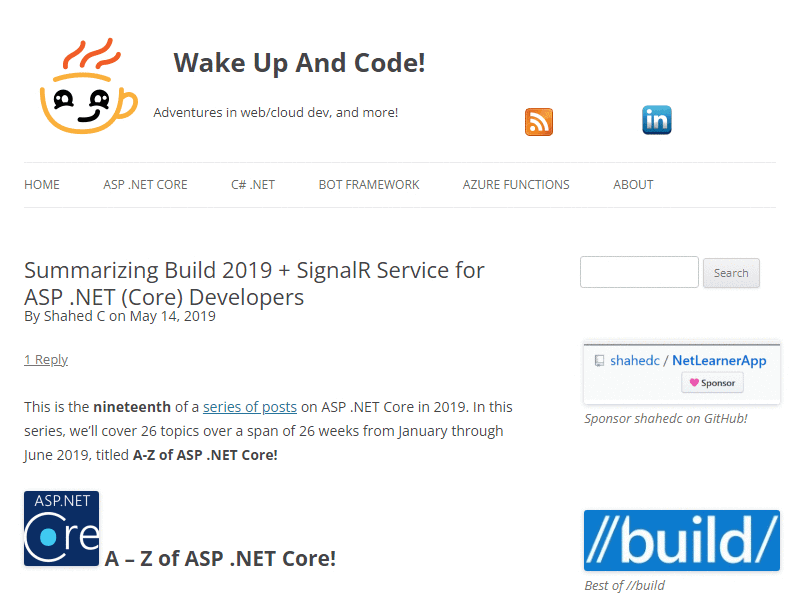 Wake Up And Code!
Adventures in web/cloud dev, and more!
in
HOME ASP .NET CORE C# .NET BOT FRAMEWORK AZURE FUNCTIONS ABOUT
Summarizing Build 2019 + SignalR Service for
ASP .NET (Core) Developers
By Shahed C on May 14, 2019
1 Reply
This is the nineteenth of a series of posts on ASP .NET Core in 2019. In this
series, we'll cover 26 topics over a span of 26 weeks from January through
June 2019, titled A-Z of ASP .NET Core!
ASP.NET
Core
A – Z of ASP .NET Core!
Search
shahedc / NetLearnerApp
Sponsor
Sponsor shahedc on GitHub!
//build/
Best of //build